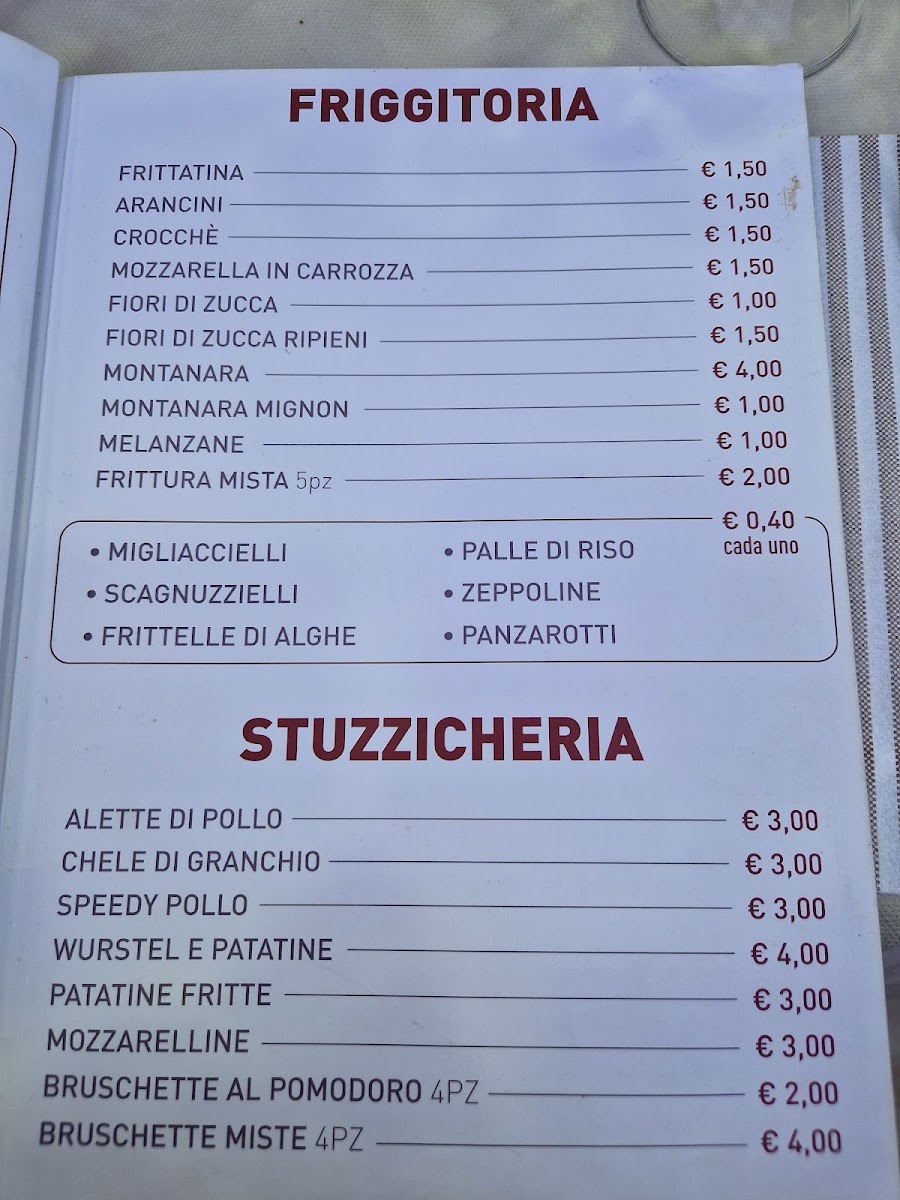 FRIGGITORIA
FRITTATINA € 1,50
ARANCINI € 1,50
CROCCHÈ € 1,50
MOZZARELLA IN CARROZZA € 1,50
FIORI DI ZUCCA € 1,00
FIORI DI ZUCCA RIPIENI € 1,50
MONTANARA € 4,00
MONTANARA MIGNON € 1,00
MELANZANE € 1,00
FRITTURA MISTA 5pz € 2,00
€ 0,40
cada uno
• MIGLIACCIELLI • PALLE DI RISO
• SCAGNUZZIELLI • ZEPPOLINE
• FRITTELLE DI ALGHE • PANZAROTTI
STUZZICHERIA
ALETTE DI POLLO € 3,00
CHELE DI GRANCHIO € 3,00
SPEEDY POLLO € 3,00
WURSTEL E PATATINE € 4,00
PATATINE FRITTE € 3,00
MOZZARELLINE € 3,00
BRUSCHETTE AL POMODORO 4PZ € 2,00
BRUSCHETTE MISTE 4PZ € 4,00